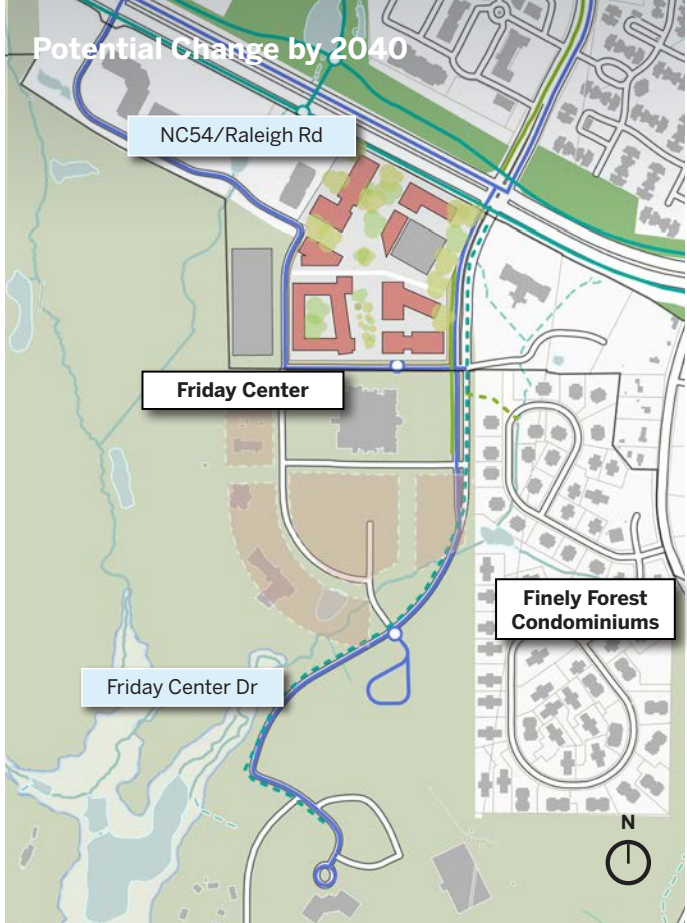 Potential Change by 2040
NC54/Raleigh Rd
Friday Center
Finely Forest
Condominiums
Friday Center Dr
N